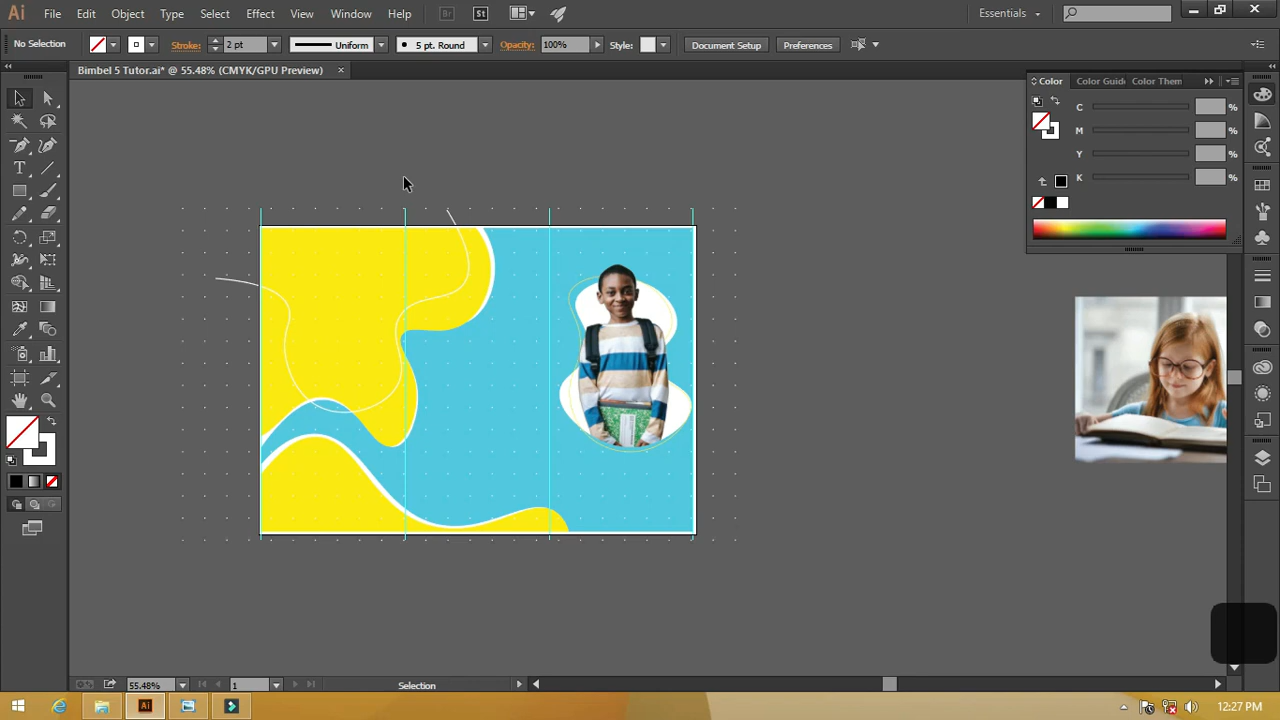 Ai File Edit Object Type Select Effect View Window Help Br St Essentials
No Selection Stroke: 2 pt Uniform 5 pt. Round Opacity: 100% Style: Document Setup Preferences
Bimbel 5 Tutor.ai* @ 55.48% (CMYK/GPU Preview)
Color Color Guid Color Them
C %
M %
Y %
K %
55.48% 1 Selection
Ai 12:27 PM